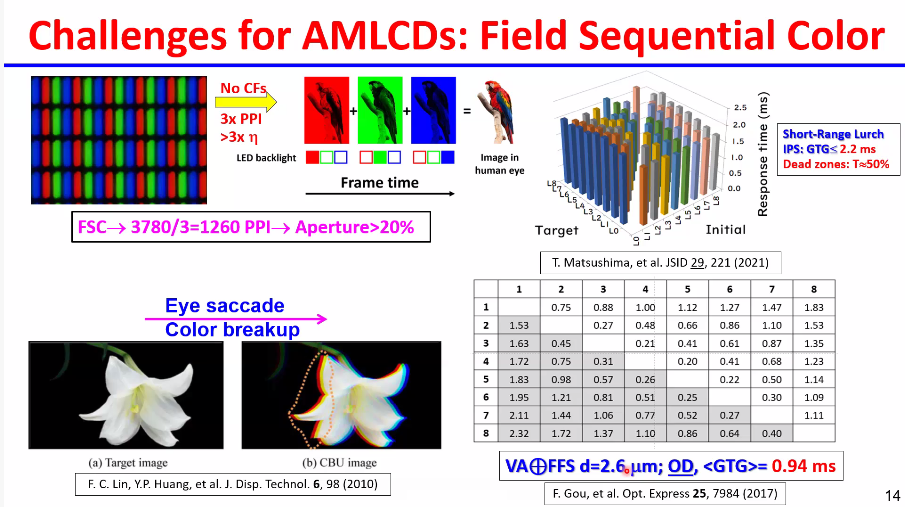 Challenges for AMLCDs: Field Sequential Color
No CFs
3x PPI
>3x η
LED backlight
+
+
=
Image in
human eye
Frame time
FSC→ 3780/3=1260 PPI→ Aperture>20%
Response time (ms)
2.5
2.0
1.5
1.0
0.5
0.0
L8
L7
L6
L5
L4
L3
L2
L1
L0
Target
L0
L1
L2
L3
L4
L5
L6
L7
L8
Initial
Short-Range Lurch
IPS: GTG≤ 2.2 ms
Dead zones: T≈50%
T. Matsushima, et al. JSID 29, 221 (2021)
Eye saccade
Color breakup
(a) Target image
(b) CBU image
F. C. Lin, Y.P. Huang, et al. J. Disp. Technol. 6, 98 (2010)
1 2 3 4 5 6 7 8
1 0.75 0.88 1.00 1.12 1.27 1.47 1.83
2 1.53 0.27 0.48 0.66 0.86 1.10 1.53
3 1.63 0.45 0.21 0.41 0.61 0.87 1.35
4 1.72 0.75 0.31 0.20 0.41 0.68 1.23
5 1.83 0.98 0.57 0.26 0.22 0.50 1.14
6 1.95 1.21 0.81 0.51 0.25 0.30 1.09
7 2.11 1.44 1.06 0.77 0.52 0.27 1.11
8 2.32 1.72 1.37 1.10 0.86 0.64 0.40
VA⨁FFS d=2.6 μm; OD, <GTG>= 0.94 ms
F. Gou, et al. Opt. Express 25, 7984 (2017)
14